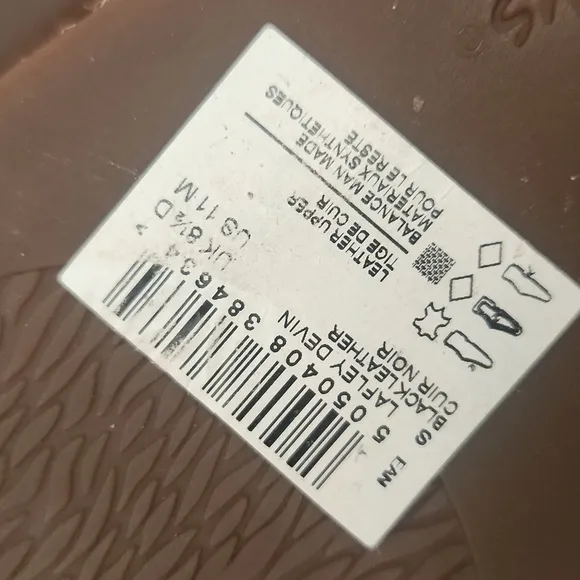 S LAFLEY DEVIN
BLACK LEATHER
CUIR NOIR
UK 8½ D
US 11 M
LEATHER UPPER
TIGE DE CUIR
BALANCE MAN MADE
MATERIAUX SYNTHETIQUES
POUR LE RESTE
EAN
5 050408 384634 >